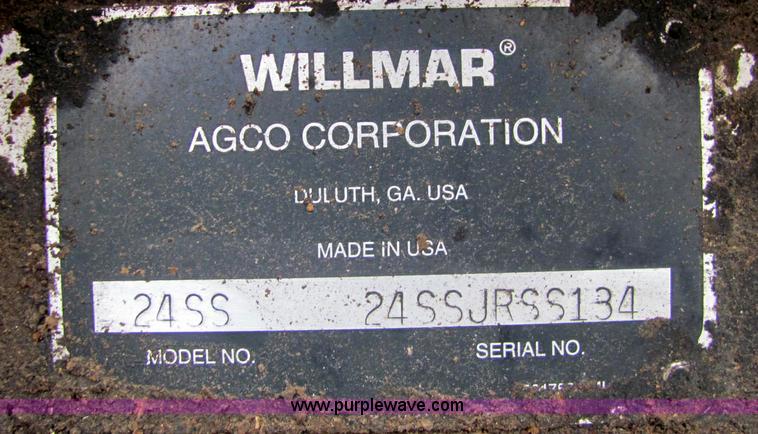 WILLMAR®
AGCO CORPORATION
DULUTH, GA. USA
MADE IN USA
24SS 24SSJRSS134
MODEL NO. SERIAL NO.
www.purplewave.com